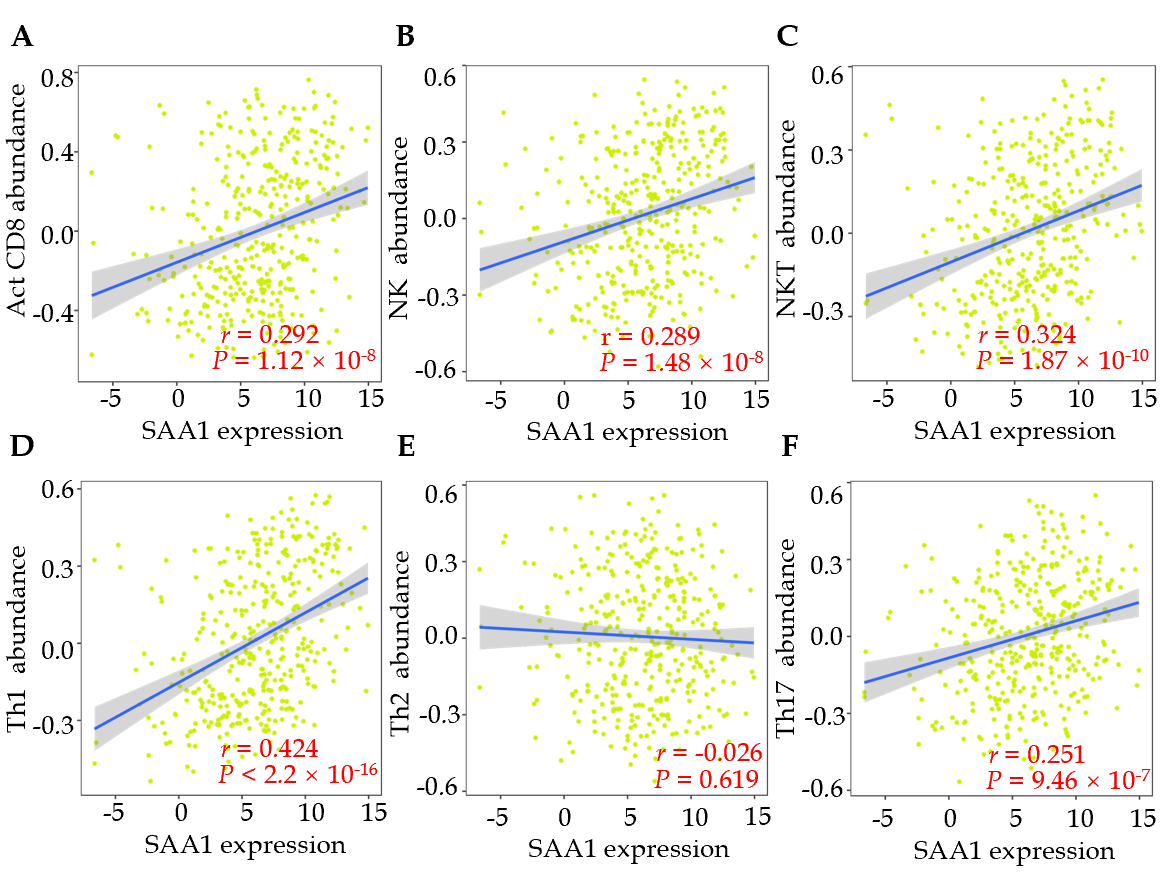 A
Act CD8 abundance
0.8
0.4
0.0
-0.4
r = 0.292
P = 1.12 × 10-8
-5 0 5 10 15
SAA1 expression
B
NK abundance
0.6
0.3
0.0
-0.3
-0.6
r = 0.289
P = 1.48 × 10-8
-5 0 5 10 15
SAA1 expression
C
NKT abundance
0.6
0.3
0.0
-0.3
r = 0.324
P = 1.87 × 10-10
-5 0 5 10 15
SAA1 expression
D
Th1 abundance
0.6
0.3
0.0
-0.3
r = 0.424
P < 2.2 × 10-16
-5 0 5 10 15
SAA1 expression
E
Th2 abundance
0.6
0.3
0.0
-0.3
-0.6
r = -0.026
P = 0.619
-5 0 5 10 15
SAA1 expression
F
Th17 abundance
0.6
0.3
0.0
-0.3
-0.6
r = 0.251
P = 9.46 × 10-7
-5 0 5 10 15
SAA1 expression